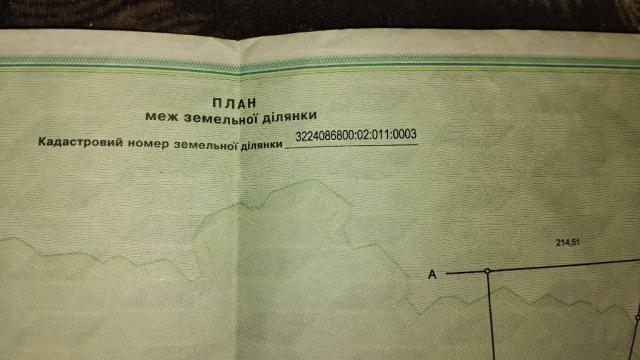 ПЛАН
меж земельної ділянки
Кадастровий номер земельної ділянки 3224086800:02:011:0003
214,51
А